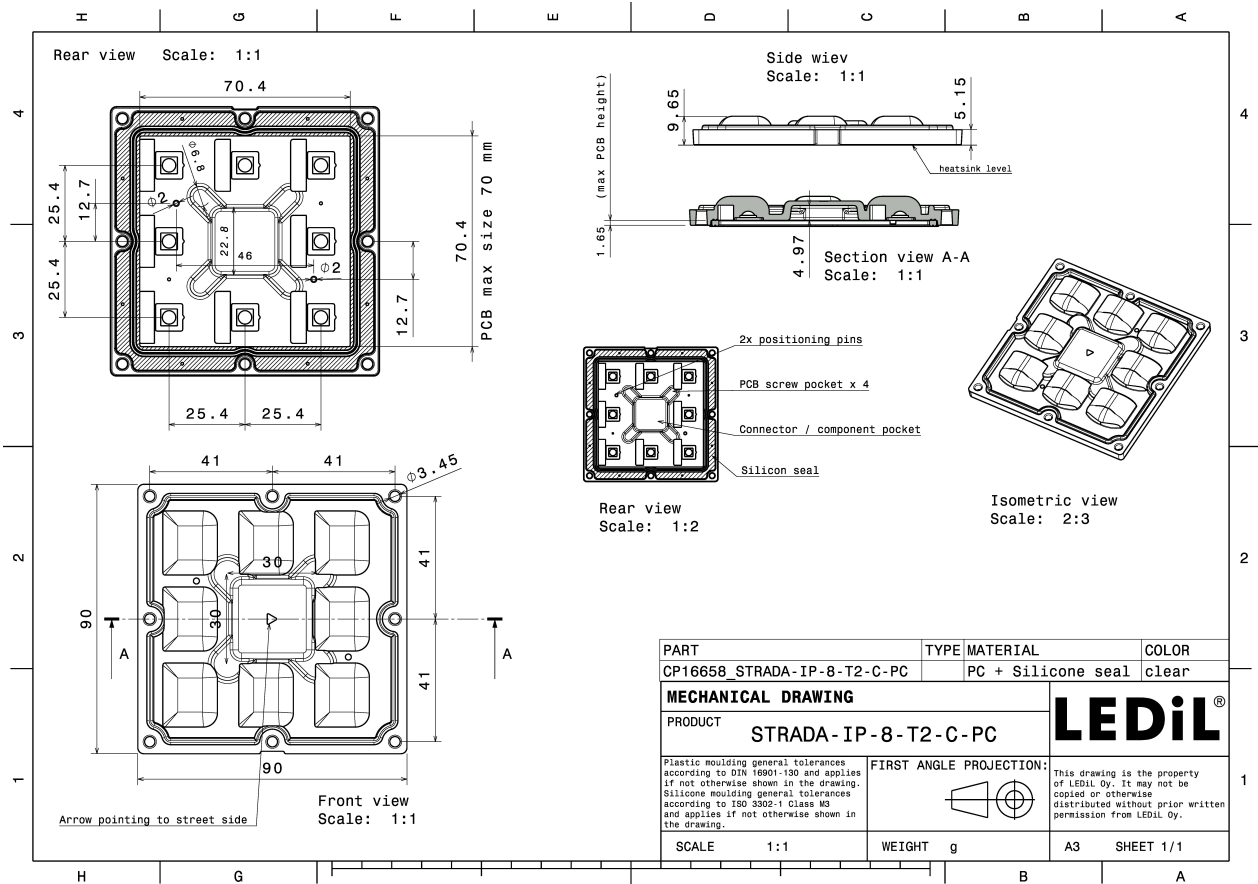 H G F E D C B A
4
3
2
1
Rear view Scale: 1:1
70.4
25.4
12.7
25.4
Ø6.8
Ø2
22.8
46
Ø2
12.7
70.4
PCB max size 70 mm
25.4 25.4
Side wiev
Scale: 1:1
(max PCB height)
1.65
9.65
5.15
heatsink level
4.97
Section view A-A
Scale: 1:1
2x positioning pins
PCB screw pocket x 4
Connector / component pocket
Silicon seal
Rear view
Scale: 1:2
Isometric view
Scale: 2:3
41 41
Ø3.45
30
30
41
41
90
A
A
90
Front view
Scale: 1:1
Arrow pointing to street side
4
3
2
1
PART TYPE MATERIAL COLOR
CP16658_STRADA-IP-8-T2-C-PC PC + Silicone seal clear
MECHANICAL DRAWING
PRODUCT
STRADA-IP-8-T2-C-PC
LEDiL®
Plastic moulding general tolerances
according to DIN 16901-130 and applies
if not otherwise shown in the drawing.
Silicone moulding general tolerances
according to ISO 3302-1 Class M3
and applies if not otherwise shown in
the drawing.
FIRST ANGLE PROJECTION:
This drawing is the property
of LEDiL Oy. It may not be
copied or otherwise
distributed without prior written
permission from LEDiL Oy.
SCALE 1:1 WEIGHT g A3 SHEET 1/1
H G B A